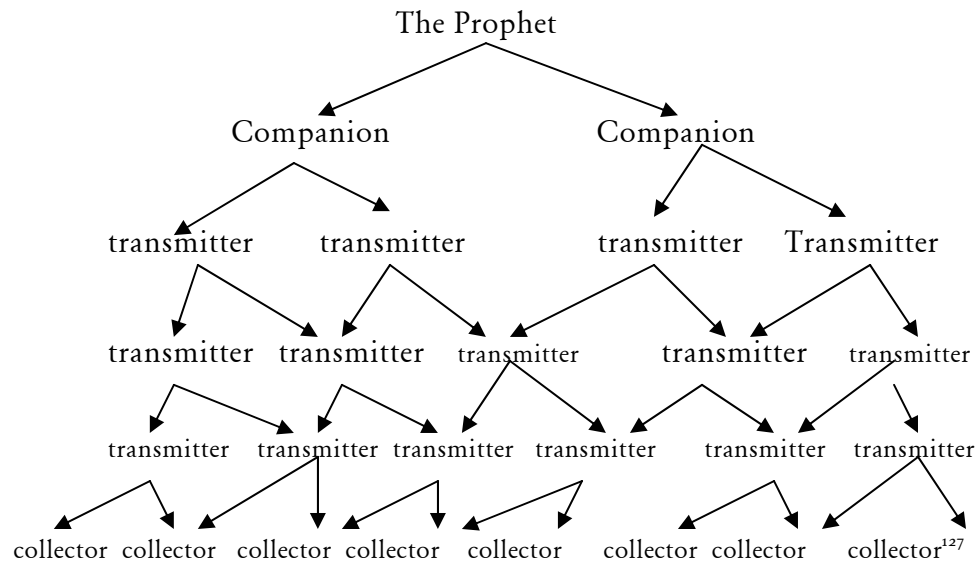 The Prophet
Companion Companion
transmitter transmitter transmitter Transmitter
transmitter transmitter transmitter transmitter transmitter
transmitter transmitter transmitter transmitter transmitter transmitter
collector collector collector collector collector collector collector collector¹²⁷